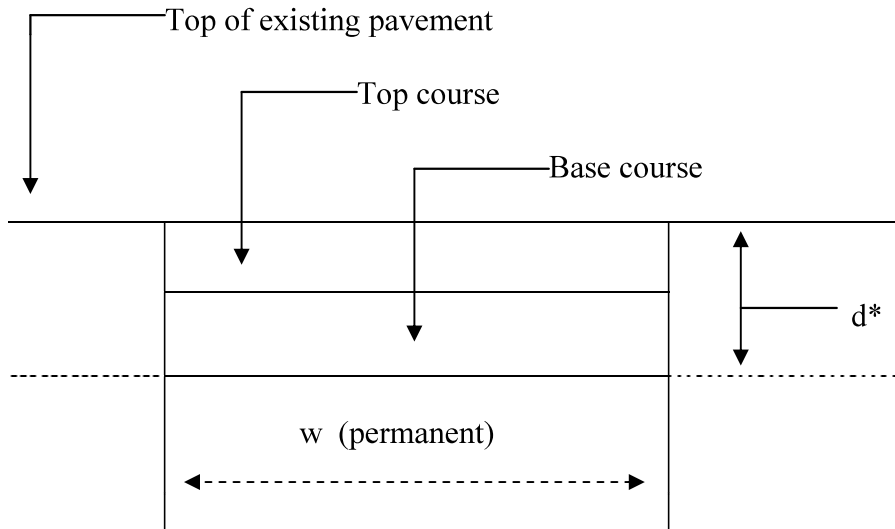 Top of existing pavement
Top course
Base course
d*
w (permanent)